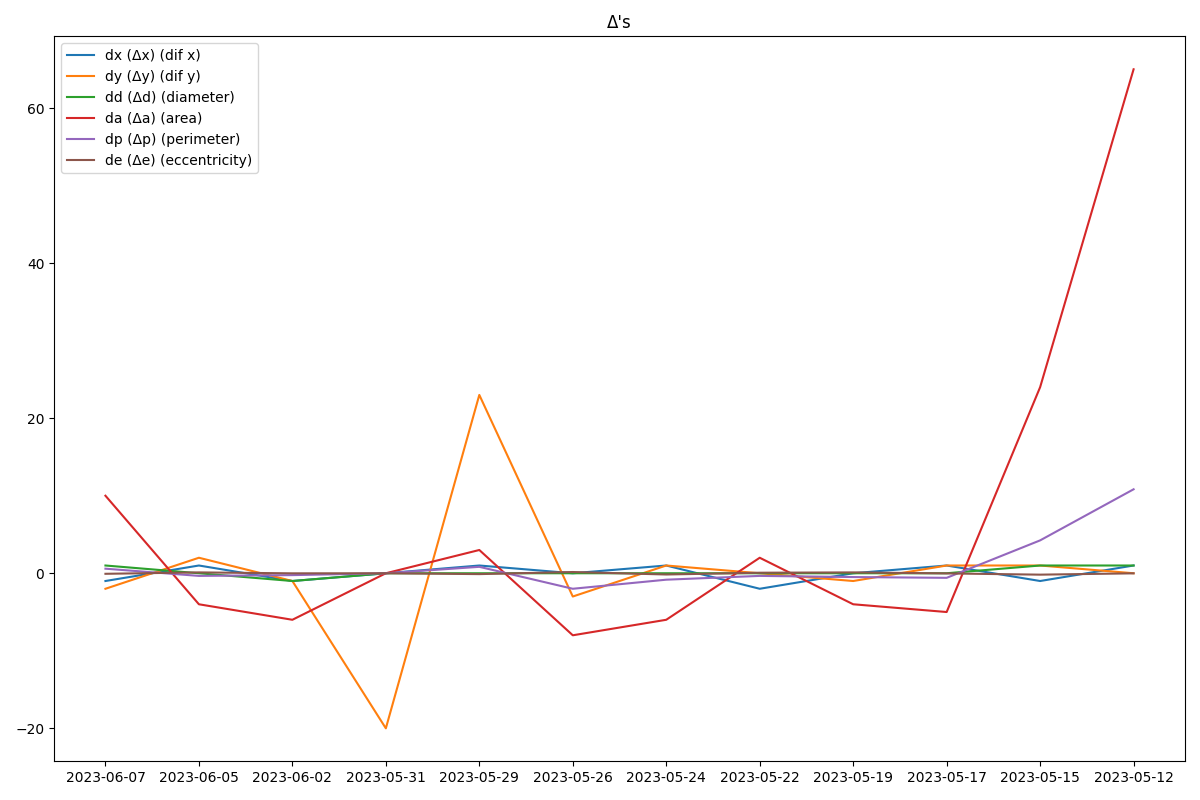 Δ's
dx (Δx) (dif x)
dy (Δy) (dif y)
dd (Δd) (diameter)
da (Δa) (area)
dp (Δp) (perimeter)
de (Δe) (eccentricity)
60
40
20
0
−20
2023-06-07 2023-06-05 2023-06-02 2023-05-31 2023-05-29 2023-05-26 2023-05-24 2023-05-22 2023-05-19 2023-05-17 2023-05-15 2023-05-12